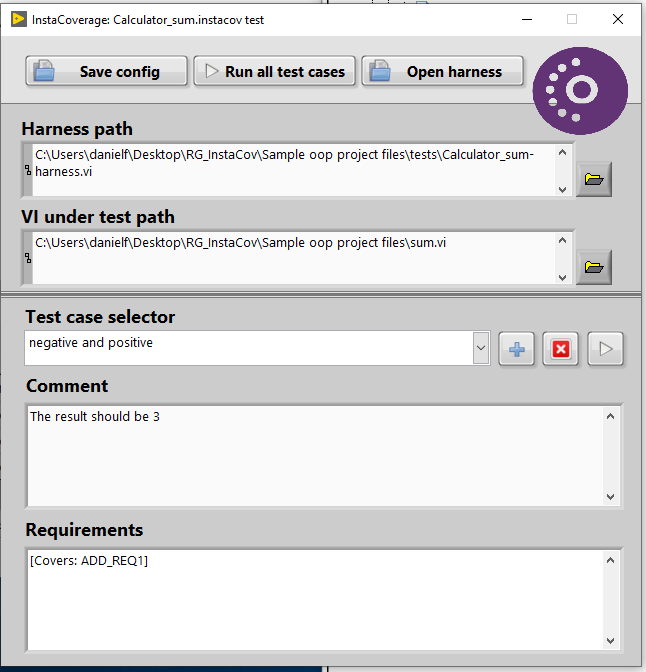 InstaCoverage: Calculator_sum.instacov test
Save config
Run all test cases
Open harness
Harness path
C:\Users\danielf\Desktop\RG_InstaCov\Sample oop project files\tests\Calculator_sum-
harness.vi
VI under test path
C:\Users\danielf\Desktop\RG_InstaCov\Sample oop project files\sum.vi
Test case selector
negative and positive
Comment
The result should be 3
Requirements
[Covers: ADD_REQ1]